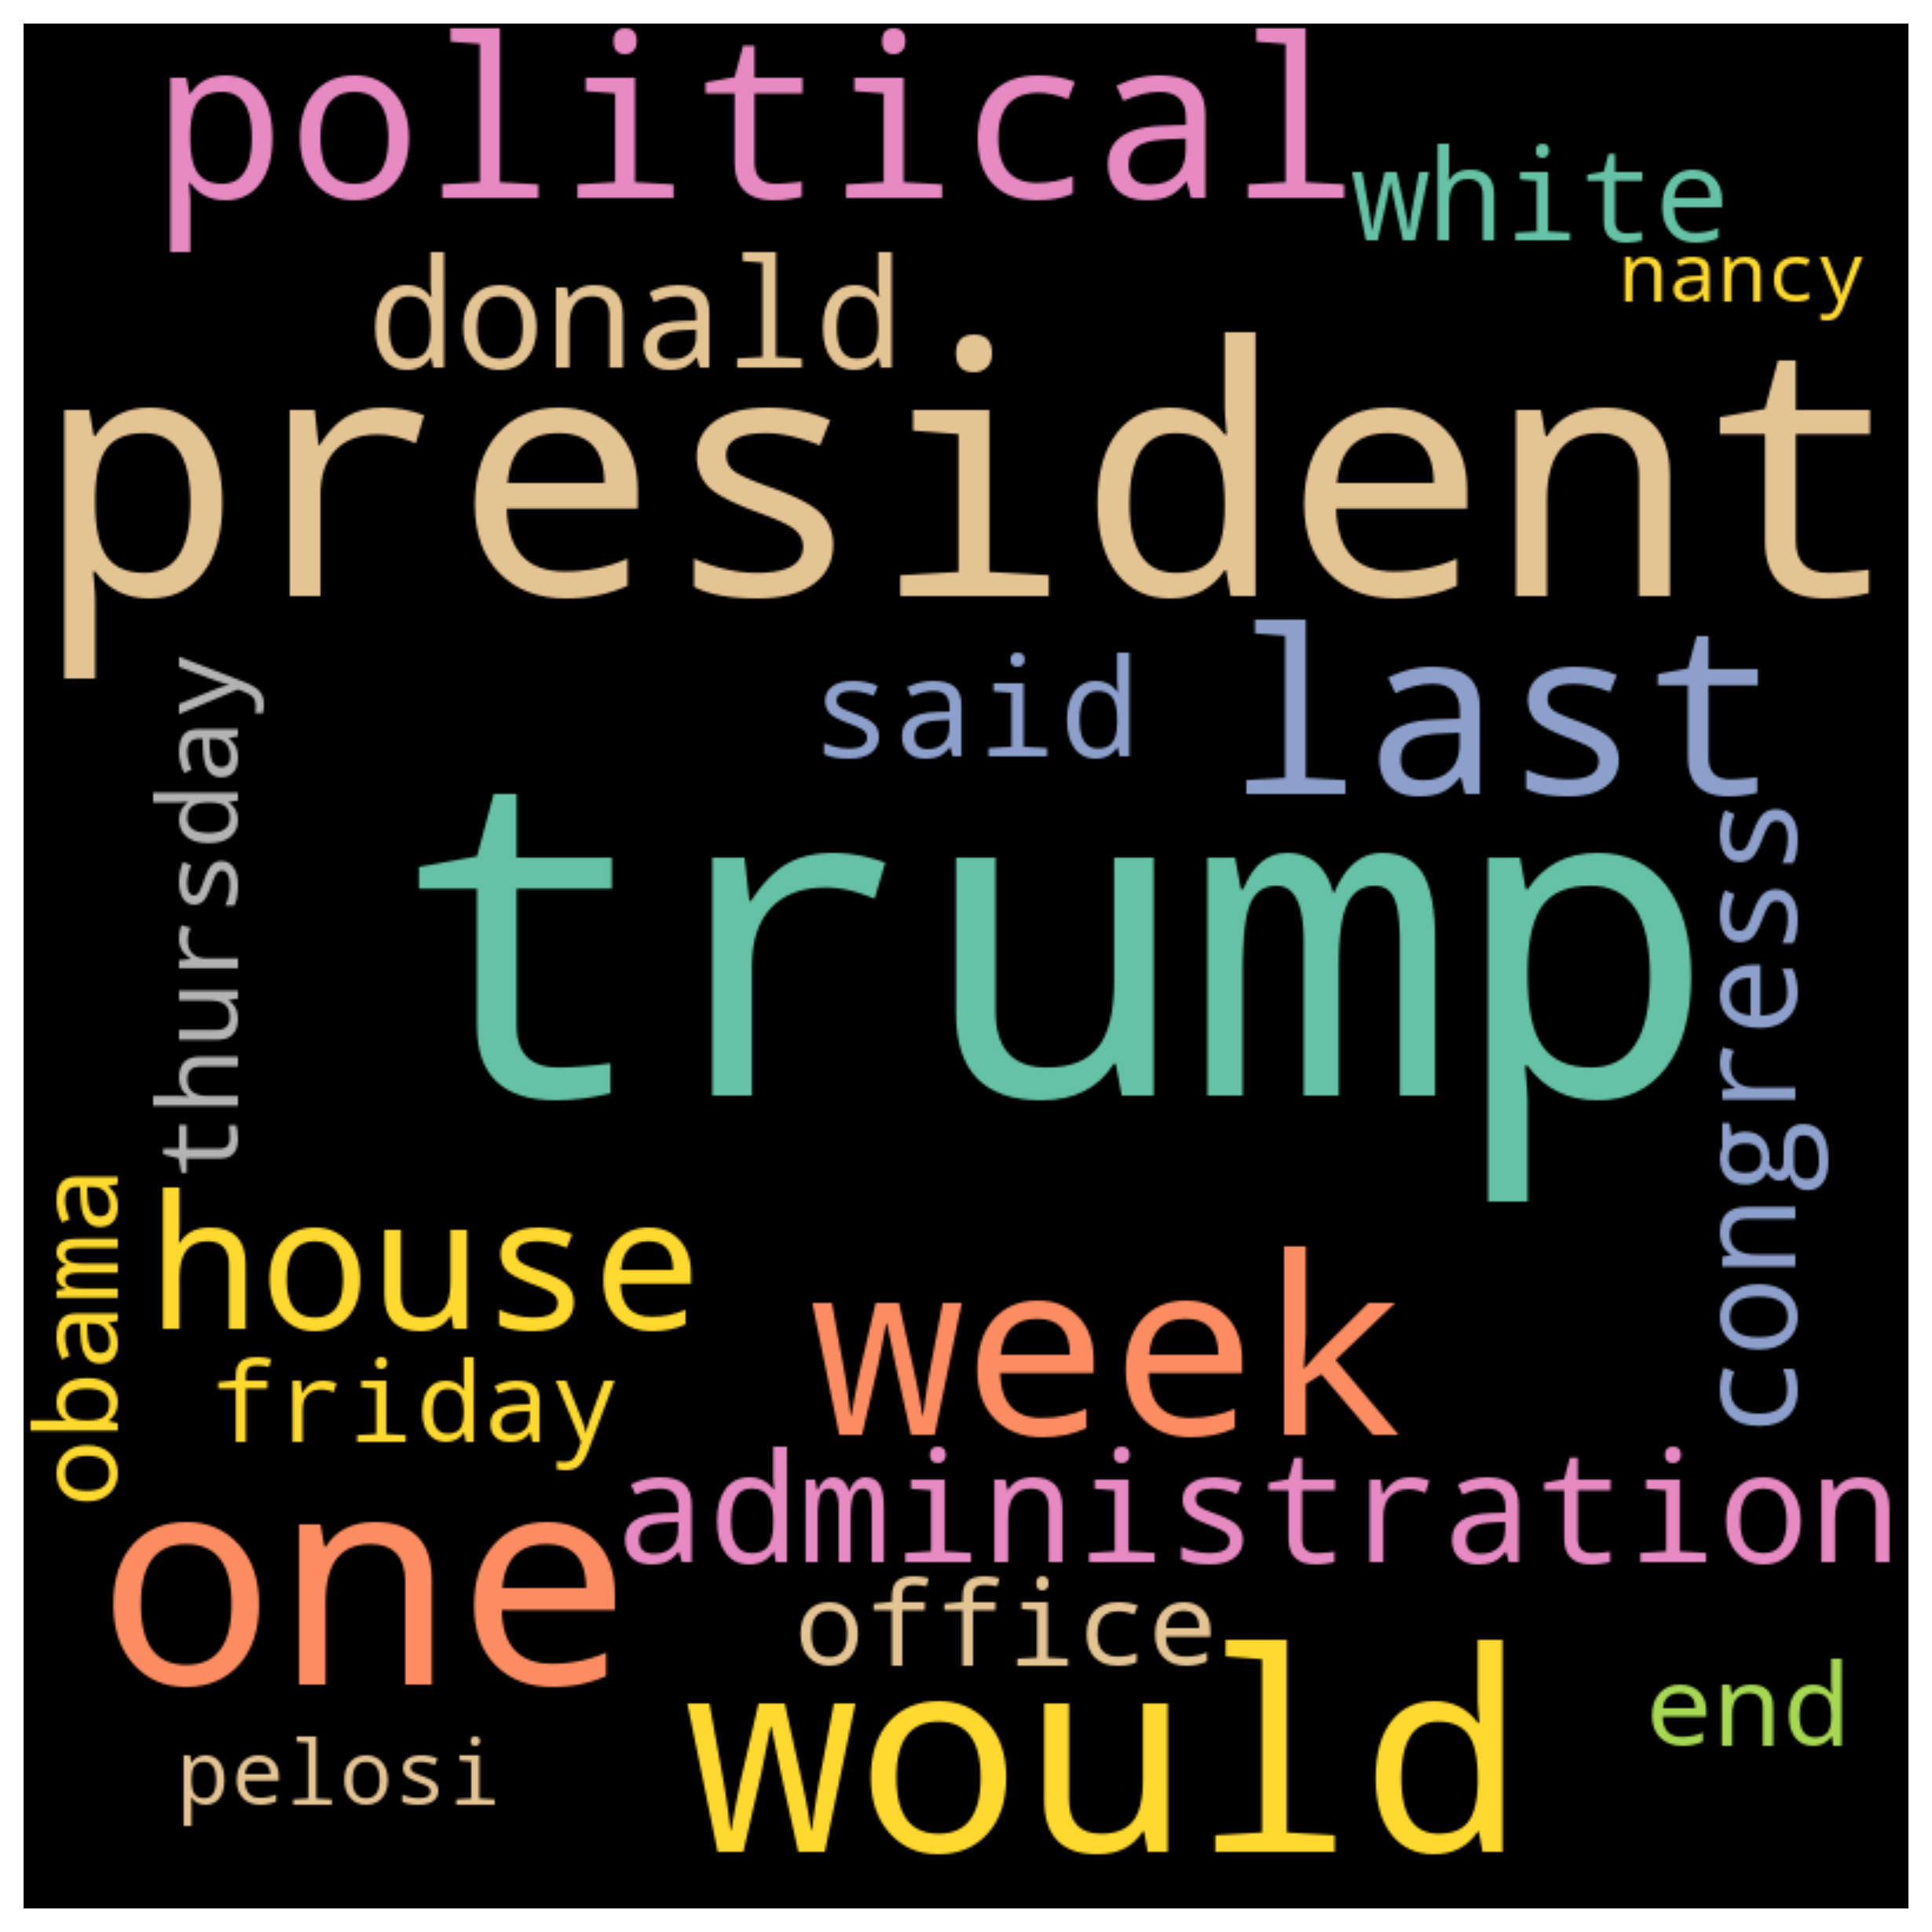 political
white
nancy
donald
president
said
last
thursday
trump
congress
obama
house
week
friday
administration
one
office
would
end
pelosi